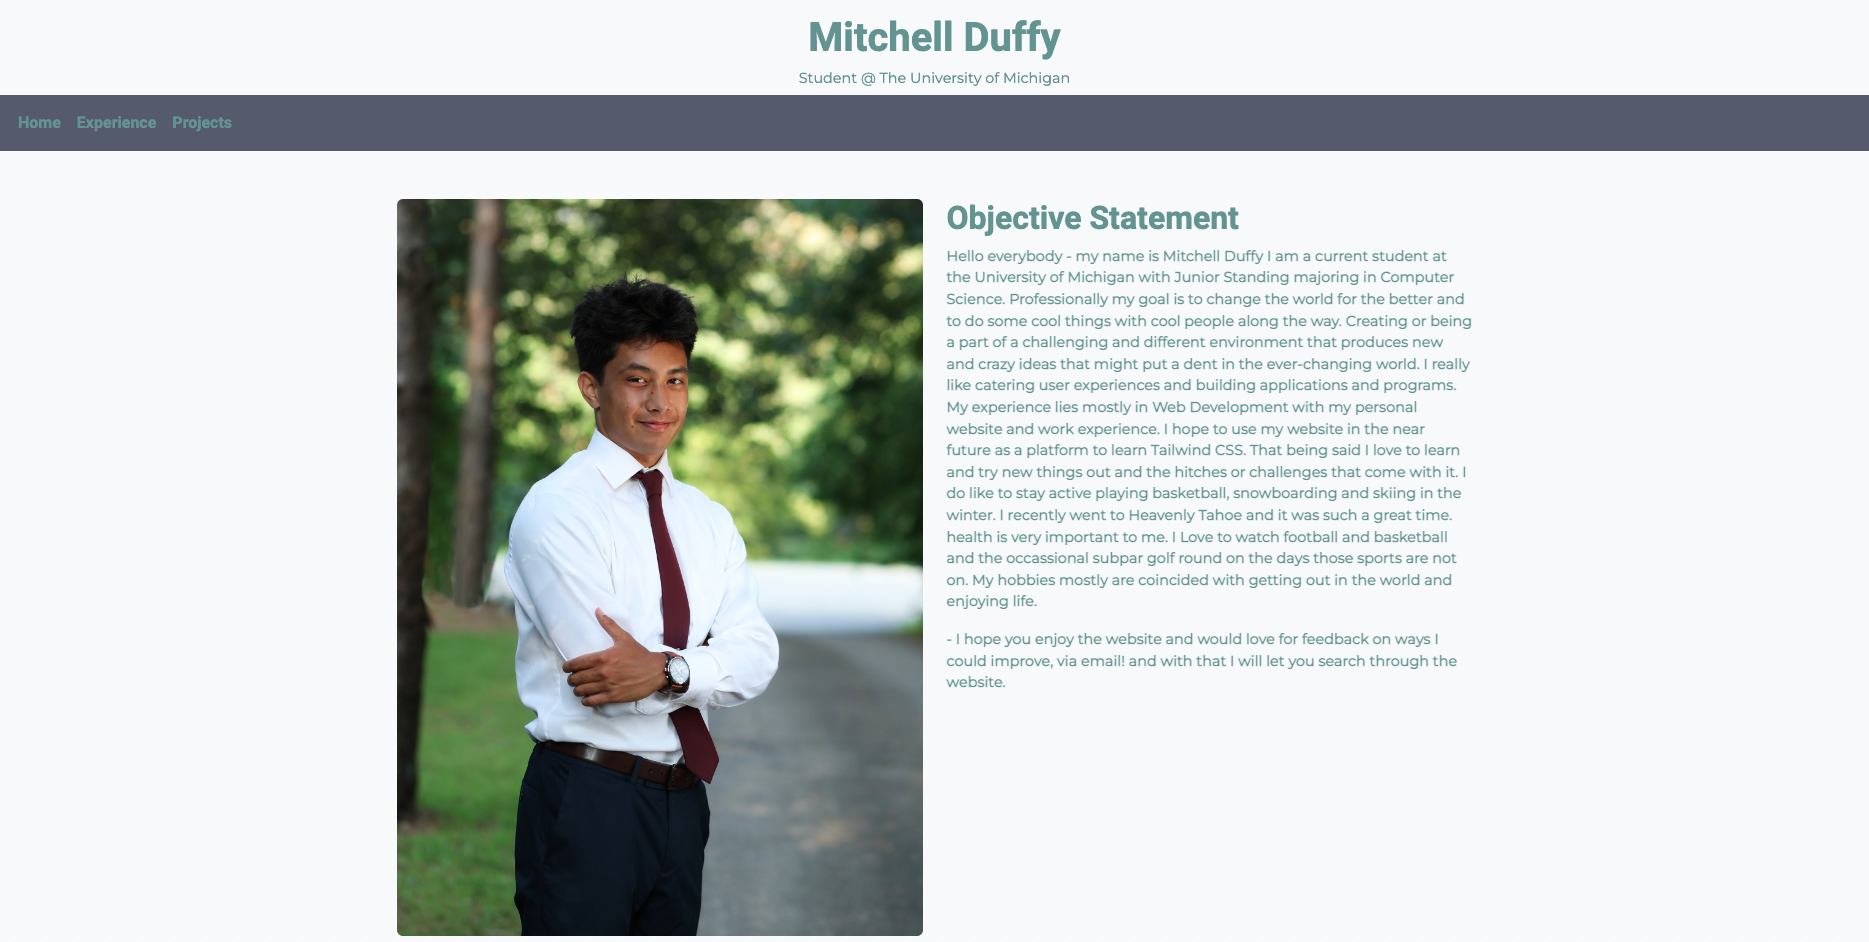 Mitchell Duffy
Student @ The University of Michigan
Home Experience Projects
Objective Statement
Hello everybody - my name is Mitchell Duffy I am a current student at
the University of Michigan with Junior Standing majoring in Computer
Science. Professionally my goal is to change the world for the better and
to do some cool things with cool people along the way. Creating or being
a part of a challenging and different environment that produces new
and crazy ideas that might put a dent in the ever-changing world. I really
like catering user experiences and building applications and programs.
My experience lies mostly in Web Development with my personal
website and work experience. I hope to use my website in the near
future as a platform to learn Tailwind CSS. That being said I love to learn
and try new things out and the hitches or challenges that come with it. I
do like to stay active playing basketball, snowboarding and skiing in the
winter. I recently went to Heavenly Tahoe and it was such a great time.
health is very important to me. I Love to watch football and basketball
and the occassional subpar golf round on the days those sports are not
on. My hobbies mostly are coincided with getting out in the world and
enjoying life.
- I hope you enjoy the website and would love for feedback on ways I
could improve, via email! and with that I will let you search through the
website.